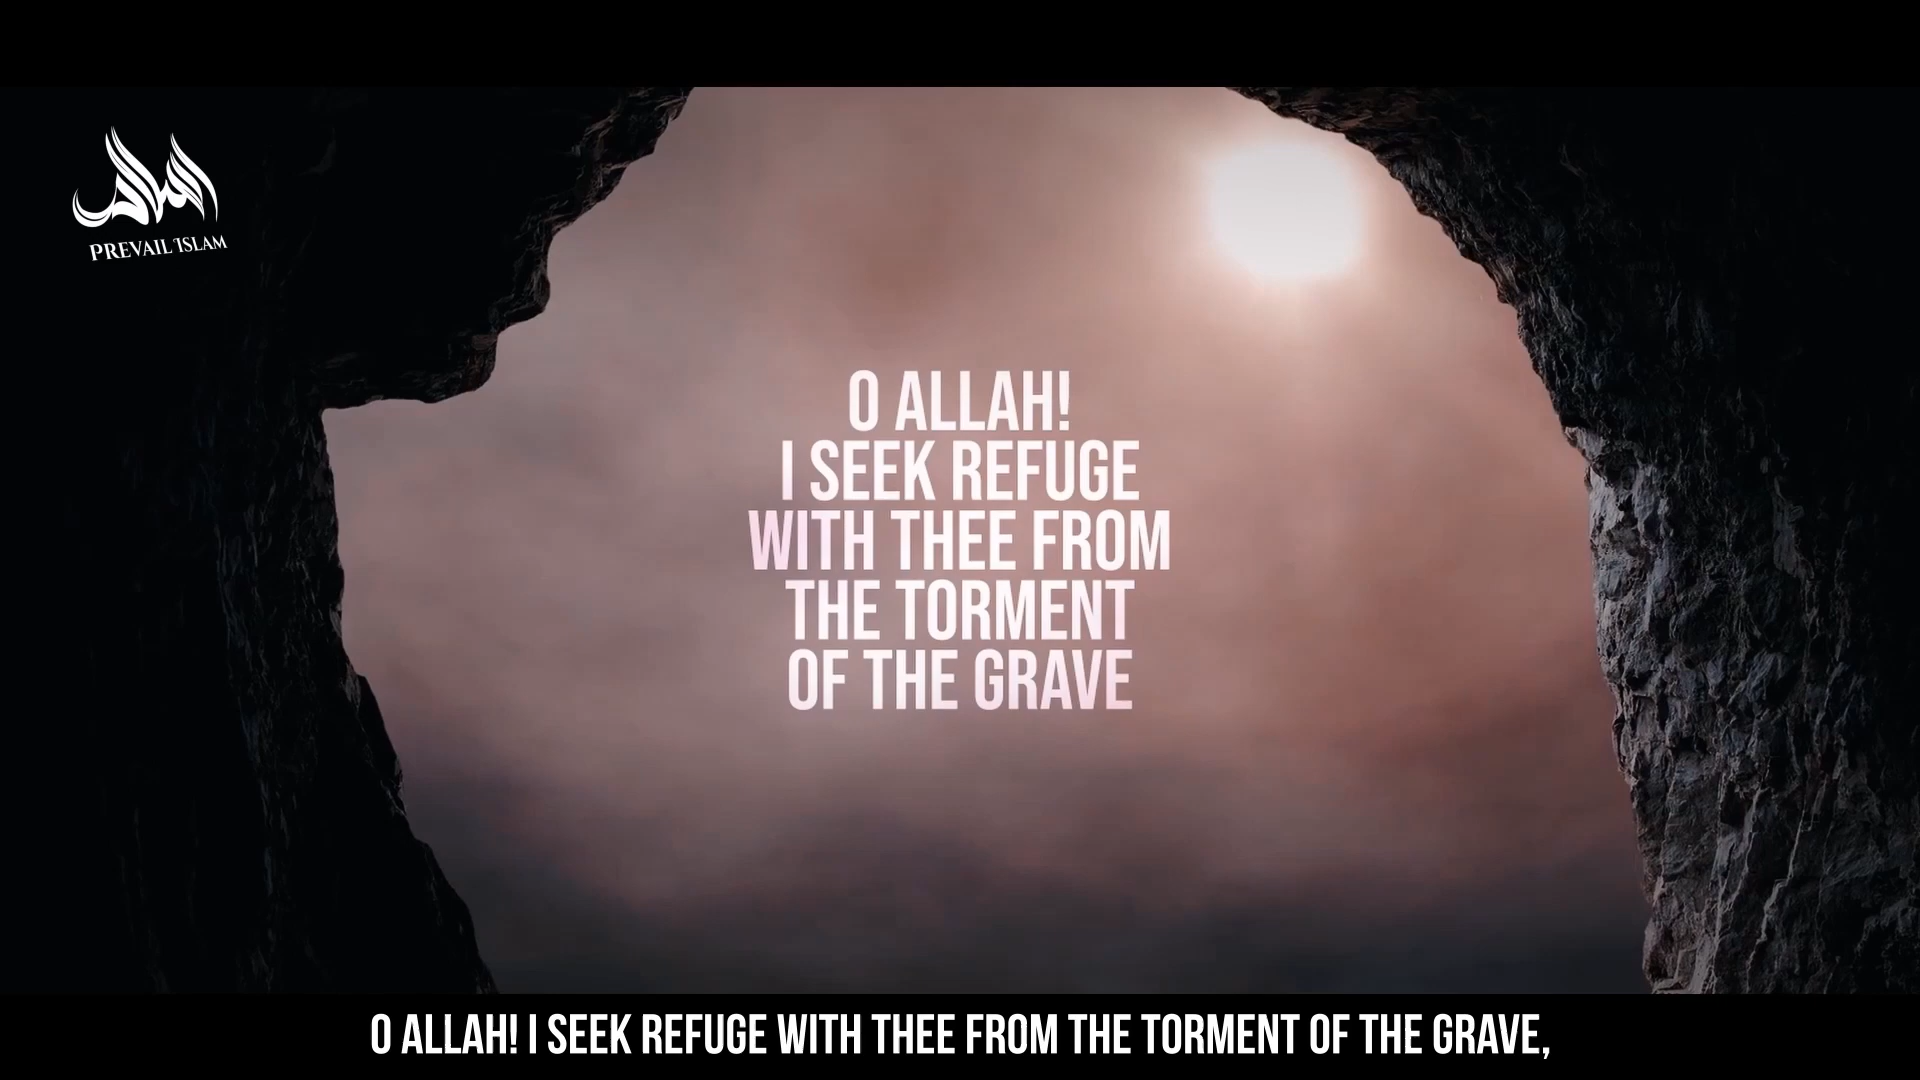 PREVAIL ISLAM
O ALLAH!
I SEEK REFUGE
WITH THEE FROM
THE TORMENT
OF THE GRAVE
O ALLAH! I SEEK REFUGE WITH THEE FROM THE TORMENT OF THE GRAVE,